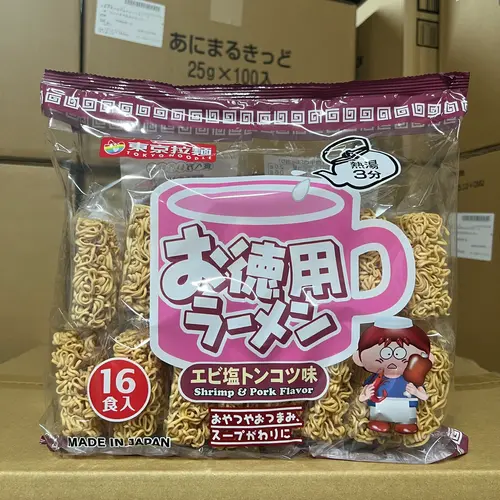 あにまるきっど
25g×100入
東京拉麺
TOKYO NOODLE
熱湯
3分
お徳用
ラーメン
エビ塩トンコツ味
Shrimp & Pork Flavor
16
食入
おやつやおつまみ、
スープがわりに
MADE IN JAPAN